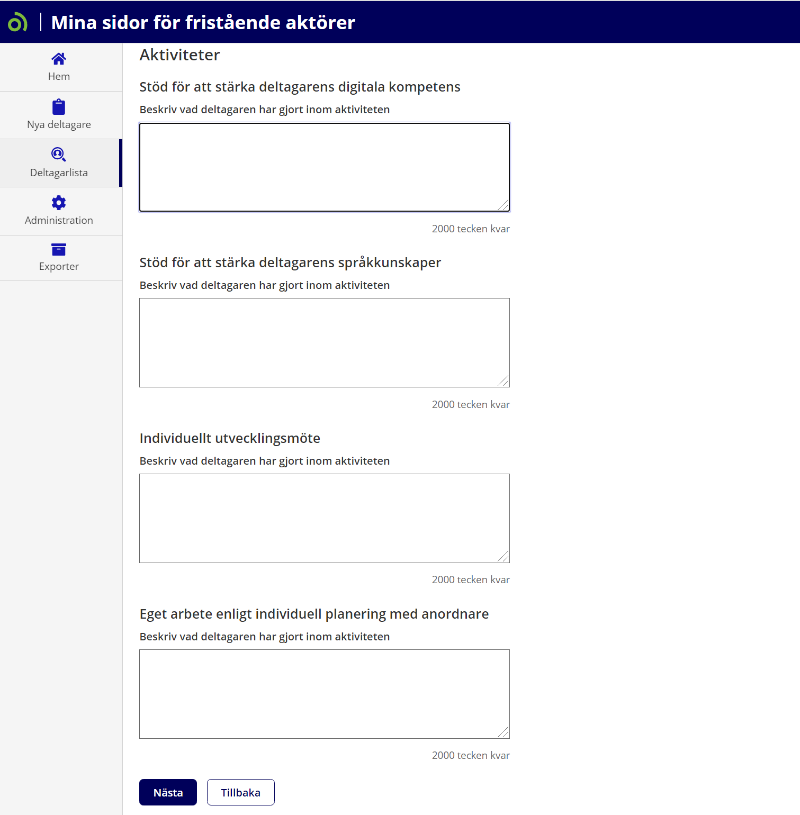 Mina sidor för fristående aktörer
Hem
Nya deltagare
Deltagarlista
Administration
Exporter
Aktiviteter
Stöd för att stärka deltagarens digitala kompetens
Beskriv vad deltagaren har gjort inom aktiviteten
2000 tecken kvar
Stöd för att stärka deltagarens språkkunskaper
Beskriv vad deltagaren har gjort inom aktiviteten
2000 tecken kvar
Individuellt utvecklingsmöte
Beskriv vad deltagaren har gjort inom aktiviteten
2000 tecken kvar
Eget arbete enligt individuell planering med anordnare
Beskriv vad deltagaren har gjort inom aktiviteten
2000 tecken kvar
Nästa
Tillbaka